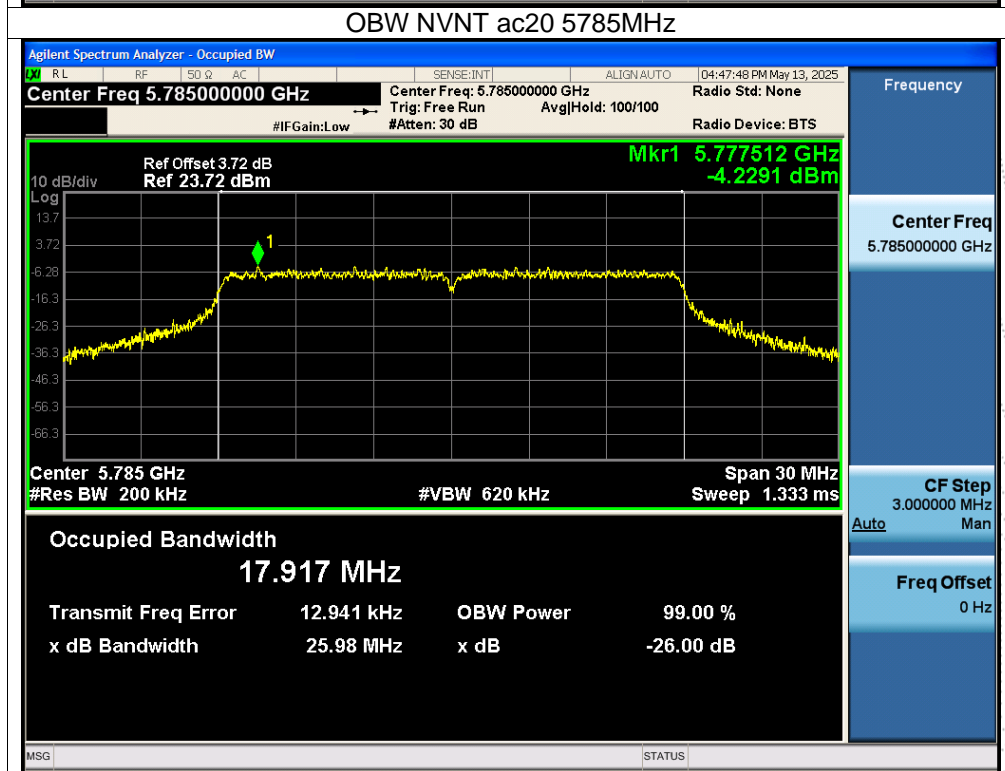 OBW NVNT ac20 5785MHz
Agilent Spectrum Analyzer - Occupied BW
LXI RL RF 50 Ω AC SENSE:INT ALIGN AUTO 04:47:48 PM May 13, 2025
Center Freq 5.785000000 GHz
Center Freq: 5.785000000 GHz Radio Std: None
Trig: Free Run Avg|Hold: 100/100
#IFGain:Low #Atten: 30 dB Radio Device: BTS
Frequency
Mkr1 5.777512 GHz
-4.2291 dBm
Ref Offset 3.72 dB
10 dB/div Ref 23.72 dBm
Log
13.7
3.72
-6.28
-16.3
-26.3
-36.3
-46.3
-56.3
-66.3
1
Center 5.785 GHz Span 30 MHz
#Res BW 200 kHz #VBW 620 kHz Sweep 1.333 ms
Center Freq
5.785000000 GHz
CF Step
3.000000 MHz
Auto Man
Freq Offset
0 Hz
Occupied Bandwidth
17.917 MHz
Transmit Freq Error 12.941 kHz OBW Power 99.00 %
x dB Bandwidth 25.98 MHz x dB -26.00 dB
MSG STATUS